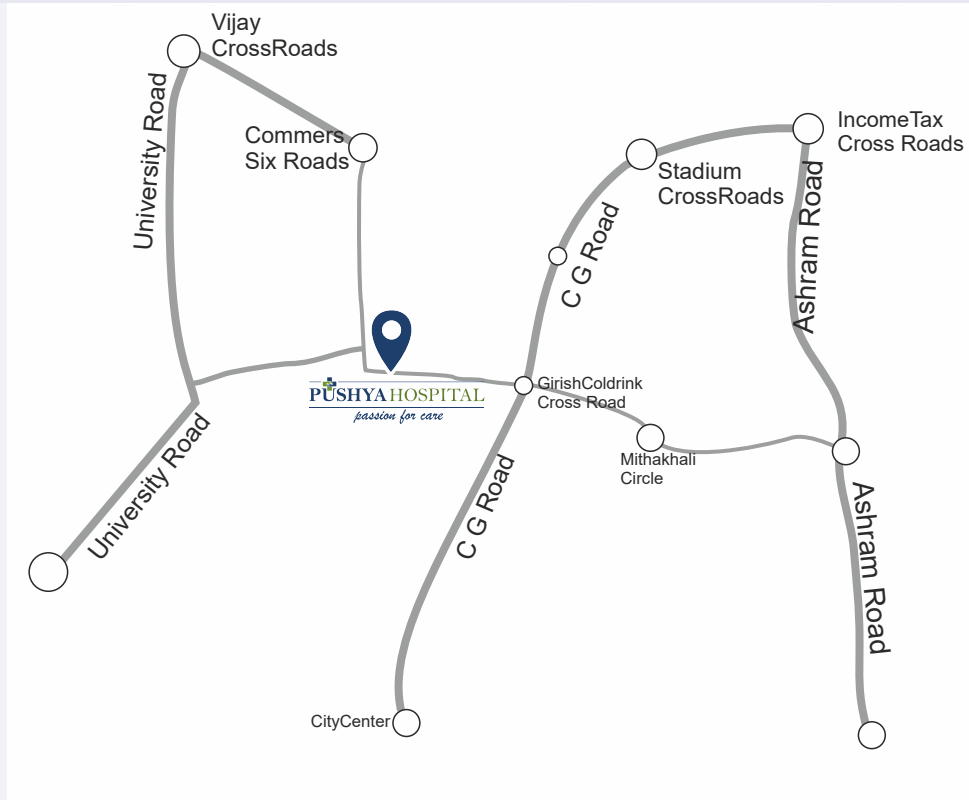 Vijay
CrossRoads
University Road
Commers
Six Roads
IncomeTax
Cross Roads
Stadium
CrossRoads
Ashram Road
C G Road
PUSHYA HOSPITAL
passion for care
GirishColdrink
Cross Road
University Road
Mithakhali
Circle
C G Road
Ashram Road
CityCenter